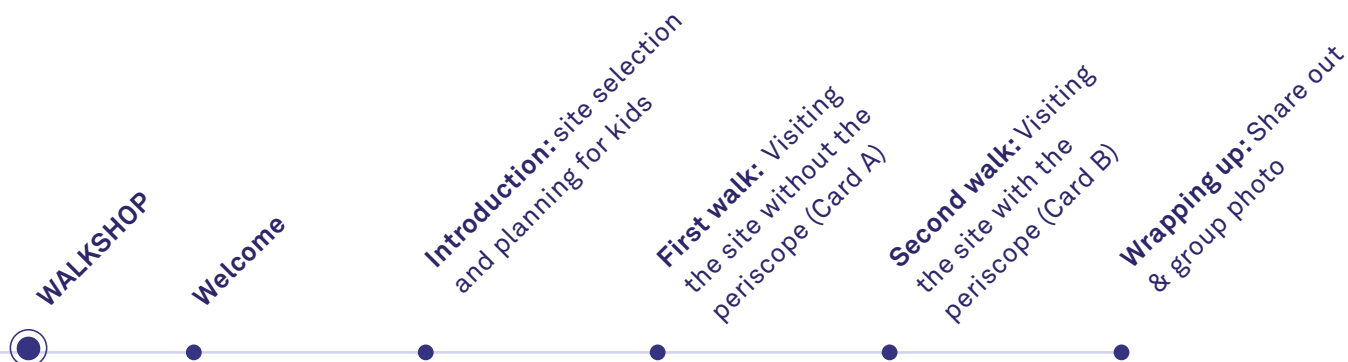 WALKSHOP
Welcome
Introduction: site selection
and planning for kids
First walk: Visiting
the site without the
periscope (Card A)
Second walk: Visiting
the site with the
periscope (Card B)
Wrapping up: Share out
& group photo